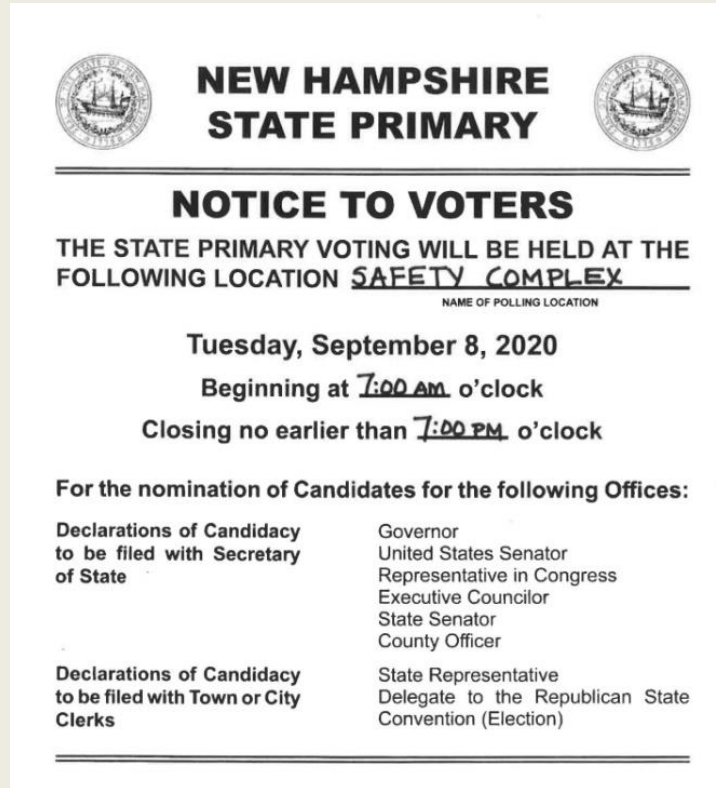 NEW HAMPSHIRE
STATE PRIMARY
NOTICE TO VOTERS
THE STATE PRIMARY VOTING WILL BE HELD AT THE
FOLLOWING LOCATION SAFETY COMPLEX
NAME OF POLLING LOCATION
Tuesday, September 8, 2020
Beginning at 7:00 AM o'clock
Closing no earlier than 7:00 PM o'clock
For the nomination of Candidates for the following Offices:
Declarations of Candidacy
to be filed with Secretary
of State
Governor
United States Senator
Representative in Congress
Executive Councilor
State Senator
County Officer
Declarations of Candidacy
to be filed with Town or City
Clerks
State Representative
Delegate to the Republican State
Convention (Election)